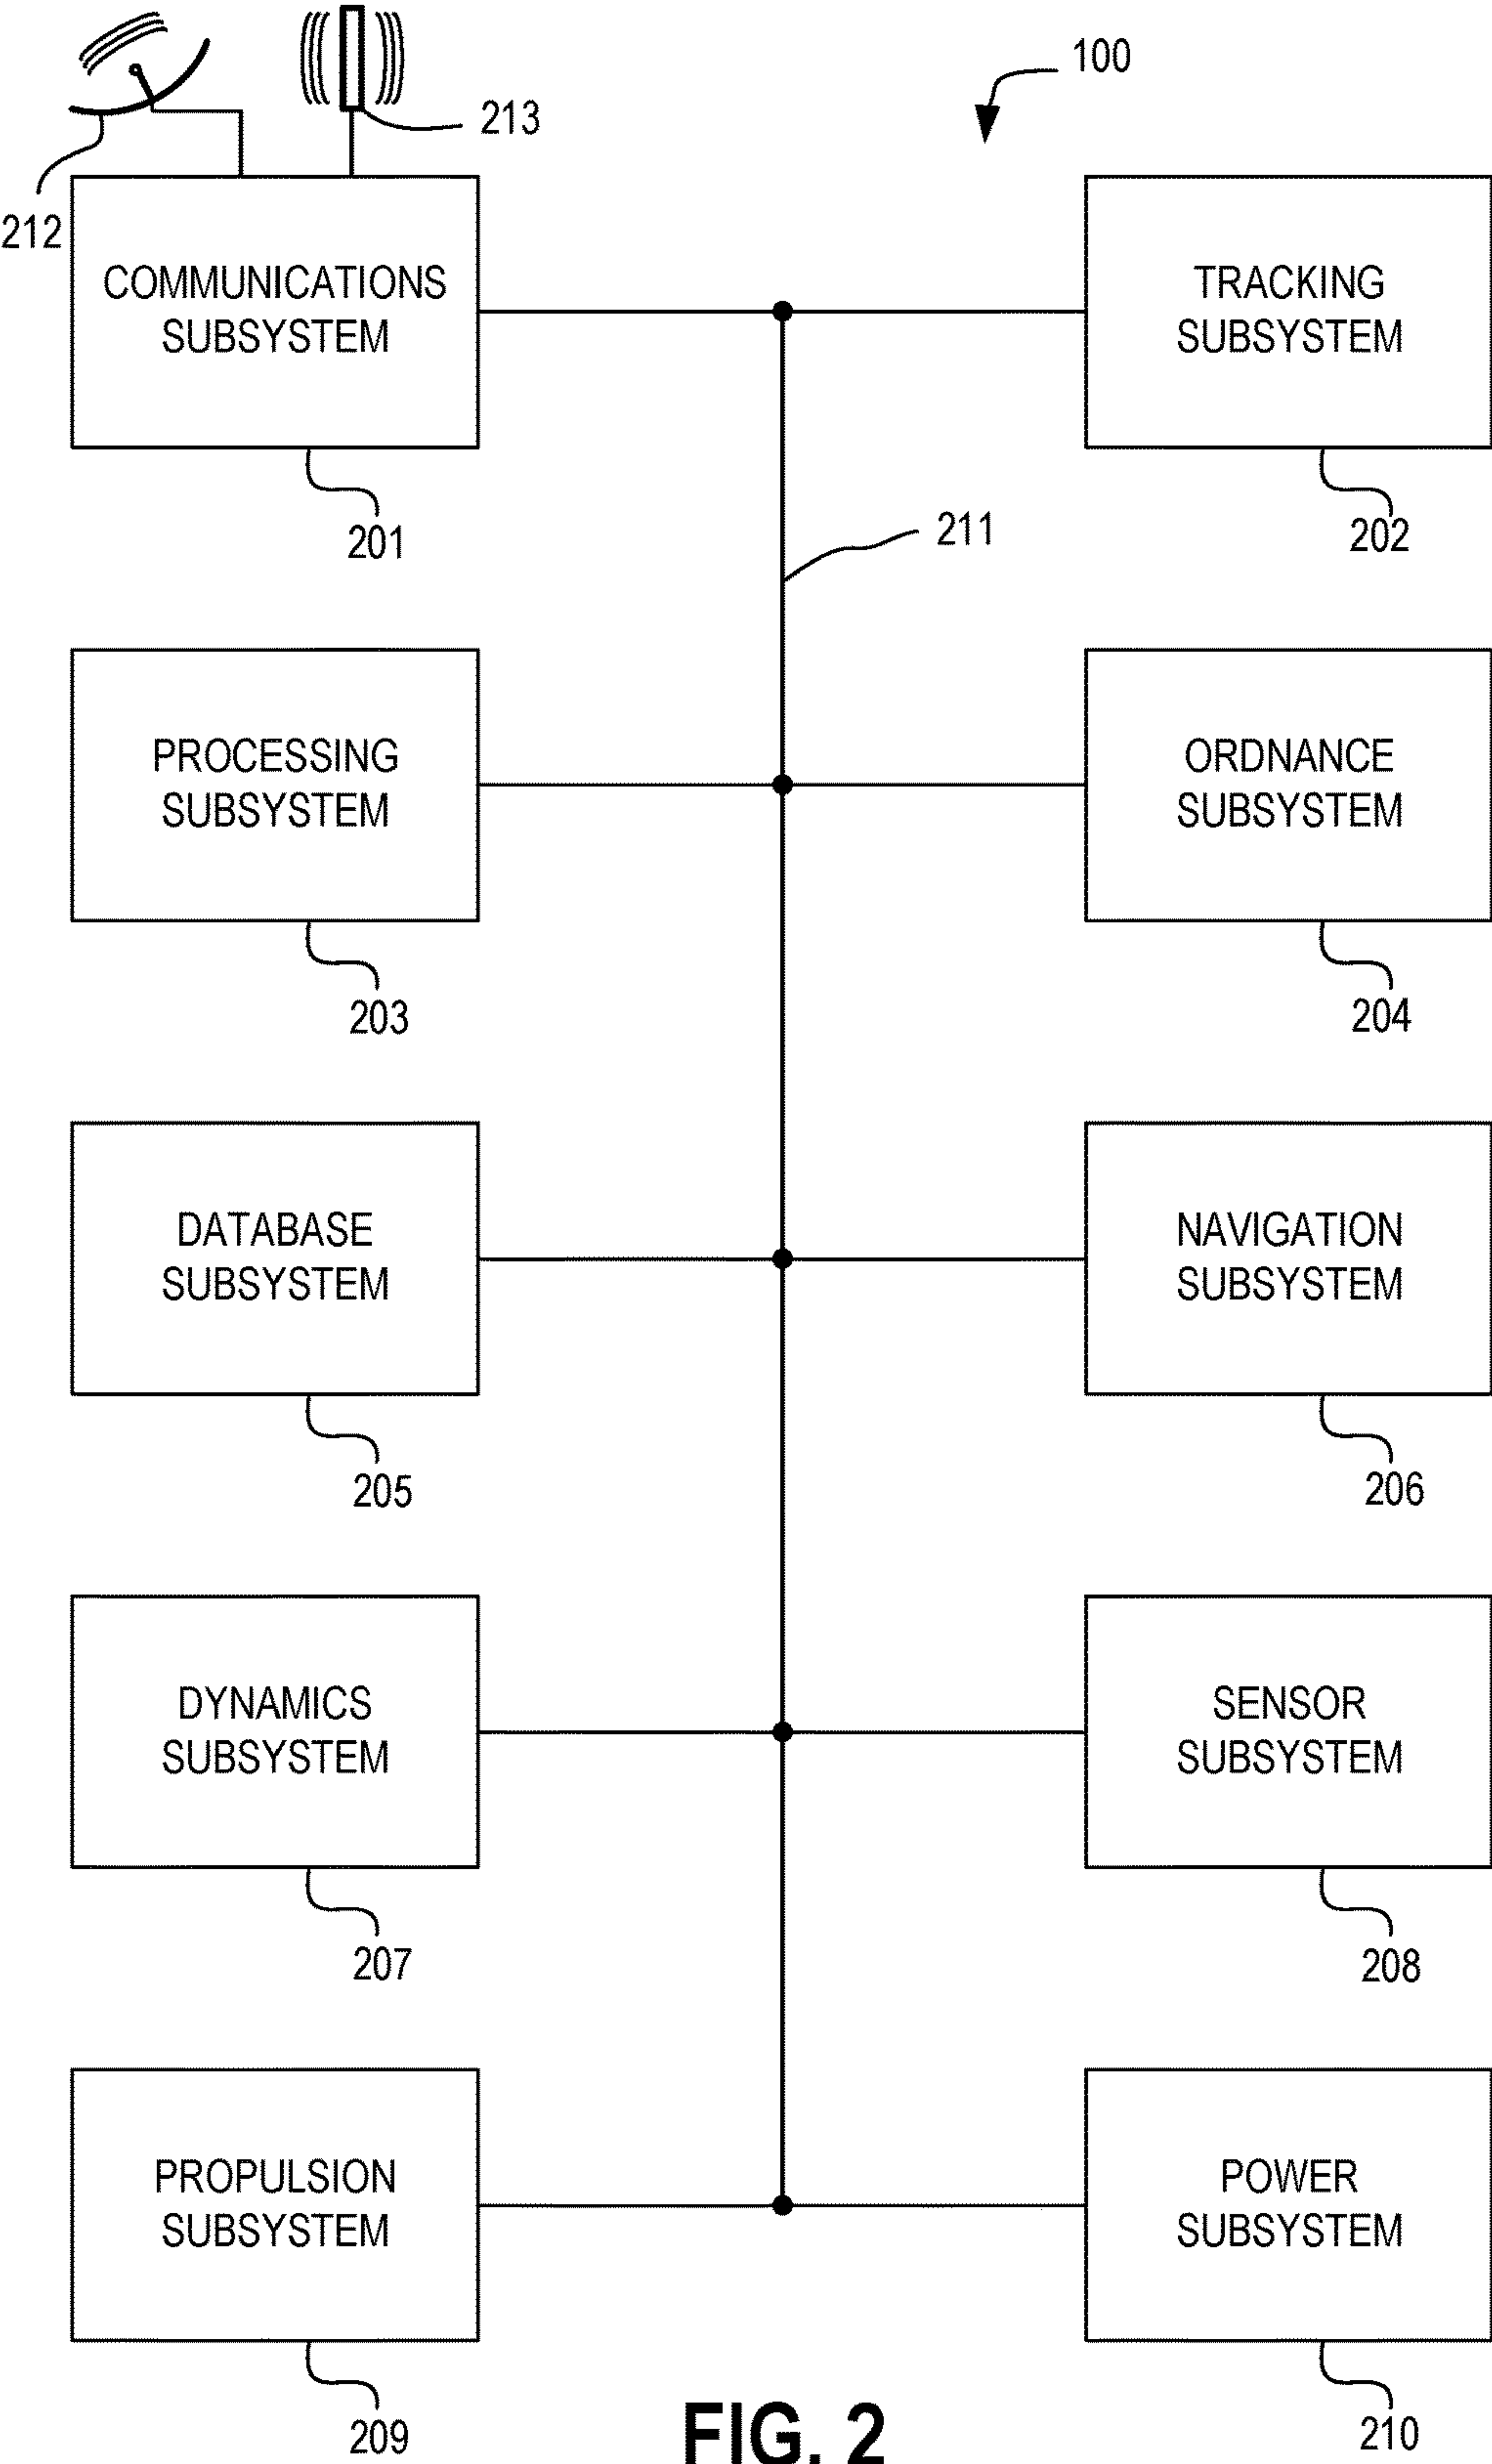 100
213
212
COMMUNICATIONS
SUBSYSTEM
TRACKING
SUBSYSTEM
201
211
202
PROCESSING
SUBSYSTEM
ORDNANCE
SUBSYSTEM
203
204
DATABASE
SUBSYSTEM
NAVIGATION
SUBSYSTEM
205
206
DYNAMICS
SUBSYSTEM
SENSOR
SUBSYSTEM
207
208
PROPULSION
SUBSYSTEM
POWER
SUBSYSTEM
209
210
FIG. 2